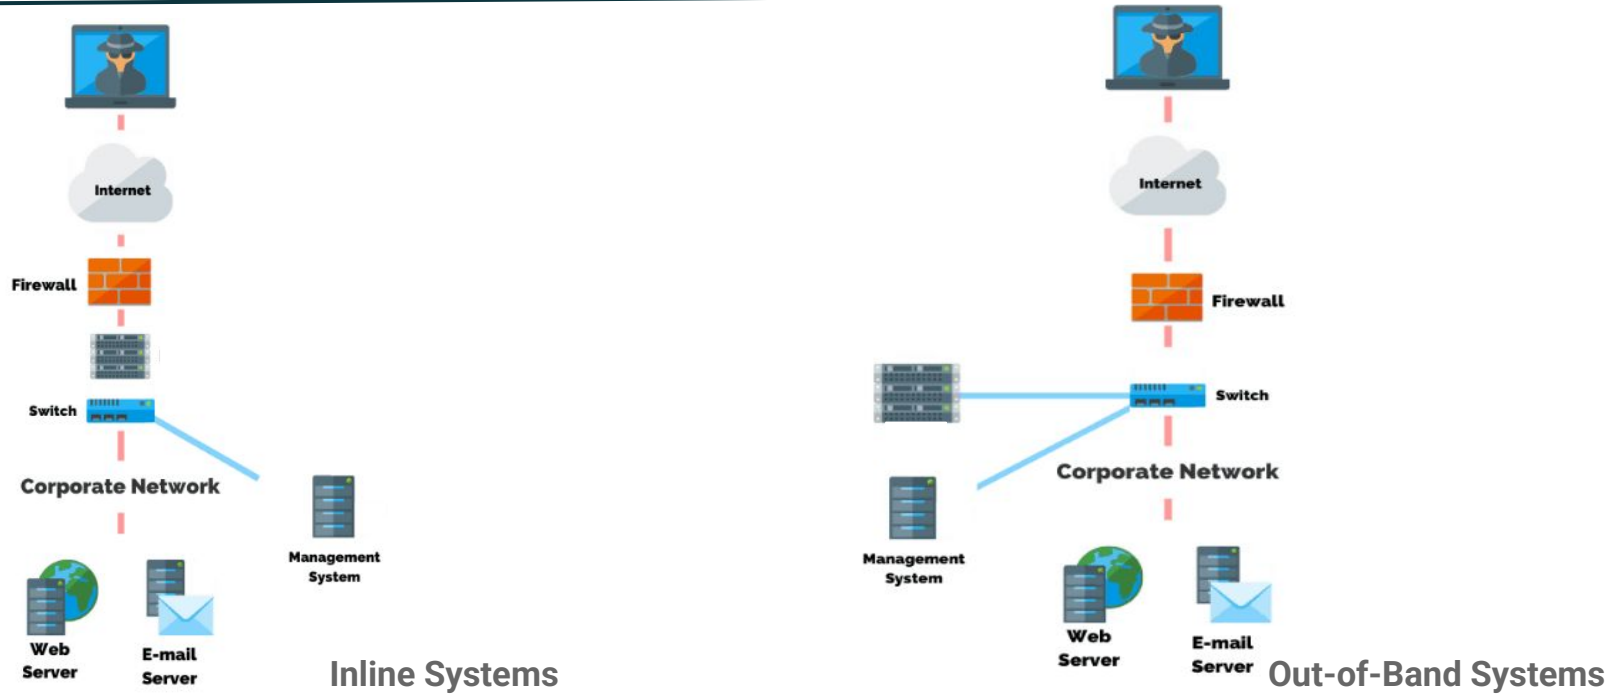 Internet
Firewall
Switch
Corporate Network
Management
System
Web
Server
E-mail
Server
Inline Systems
Internet
Firewall
Switch
Corporate Network
Management
System
Web
Server
E-mail
Server
Out-of-Band Systems